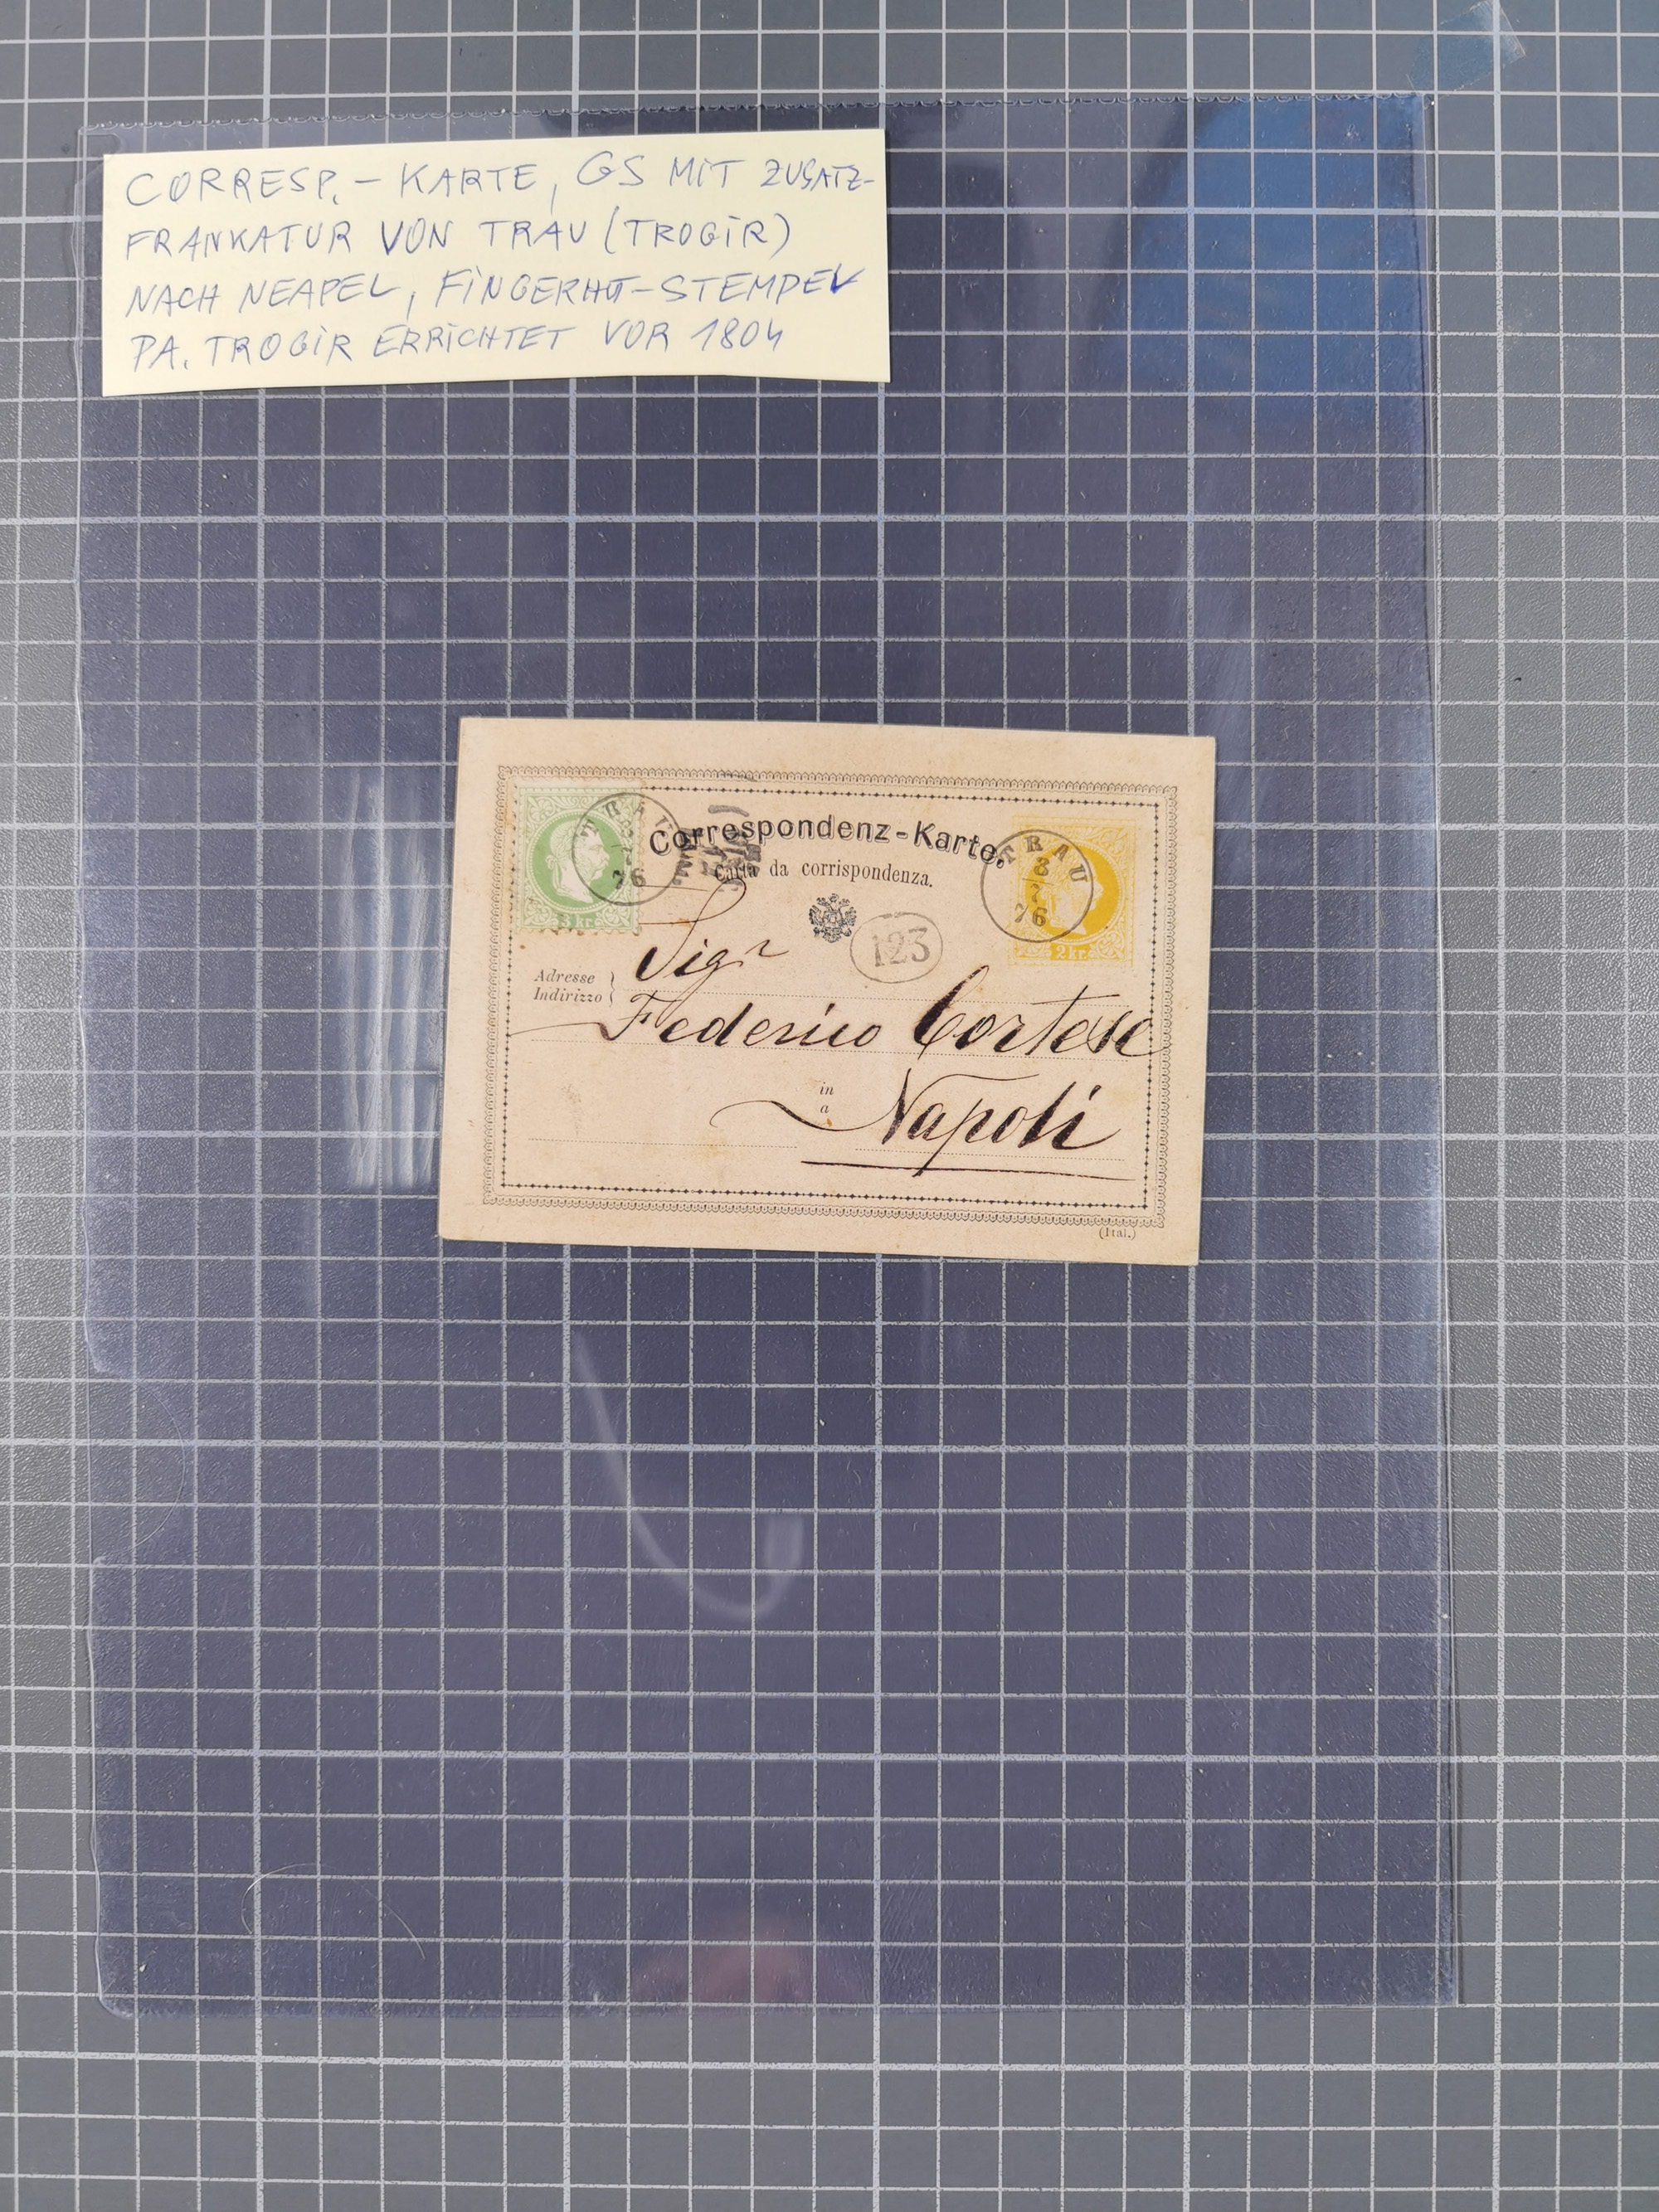 CORRESP.-KARTE, GS MIT ZUSATZ-
FRANKATUR VON TRAU (TROGIR)
NACH NEAPEL, FINGERHUT-STEMPEL
PA. TROGIR ERRICHTET VOR 1804
TRAU
76
3 kr.
Correspondenz-Karte.
Carta da corrispondenza.
TRAU
76
2 kr.
123
Adresse
Indirizzo
Sigr
Federico Cortese
in
a
Napoli
(Ital.)